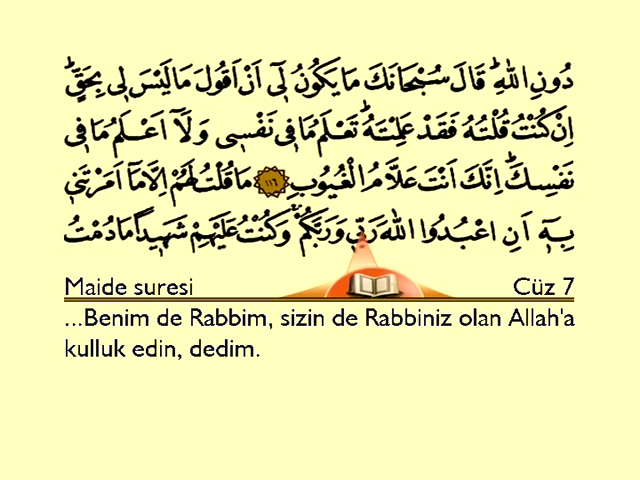 دُونِ اللّٰهِۜ قَالَ سُبْحَانَكَ مَا يَكُونُ ل۪ٓي اَنْ اَقُولَ مَا لَيْسَ ل۪ي بِحَقٍّۜ
اِنْ كُنْتُ قُلْتُهُ فَقَدْ عَلِمْتَهُۜ تَعْلَمُ مَا ف۪ي نَفْس۪ي وَلَٓا اَعْلَمُ مَا ف۪ي
نَفْسِكَۜ اِنَّكَ اَنْتَ عَلَّامُ الْغُيُوبِ ١١٦ مَا قُلْتُ لَهُمْ اِلَّا مَٓا اَمَرْتَن۪ي
بِه۪ٓ اَنِ اعْبُدُوا اللّٰهَ رَبّ۪ي وَرَبَّكُمْۚ وَكُنْتُ عَلَيْهِمْ شَه۪يدًا مَا دُمْتُ
Maide suresi Cüz 7
...Benim de Rabbim, sizin de Rabbiniz olan Allah'a
kulluk edin, dedim.